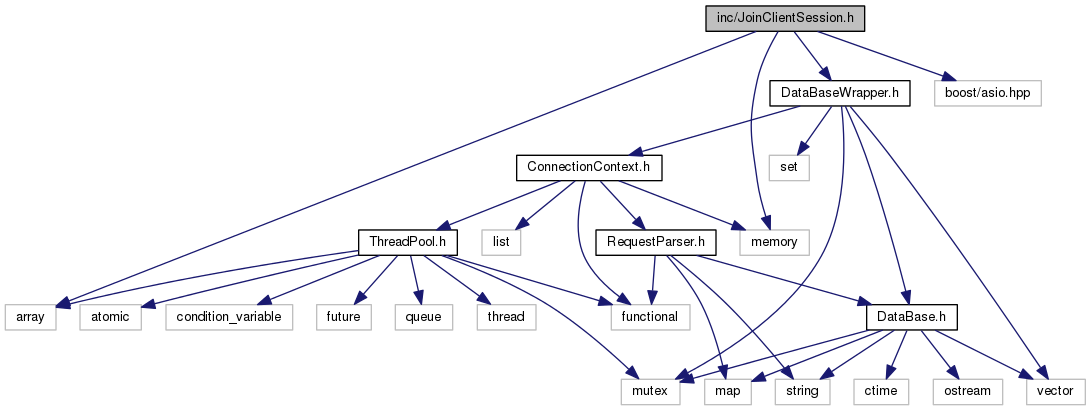 inc/JoinClientSession.h
DataBaseWrapper.h
boost/asio.hpp
ConnectionContext.h
set
ThreadPool.h
list
RequestParser.h
memory
array
atomic
condition_variable
future
queue
thread
functional
DataBase.h
mutex
map
string
ctime
ostream
vector